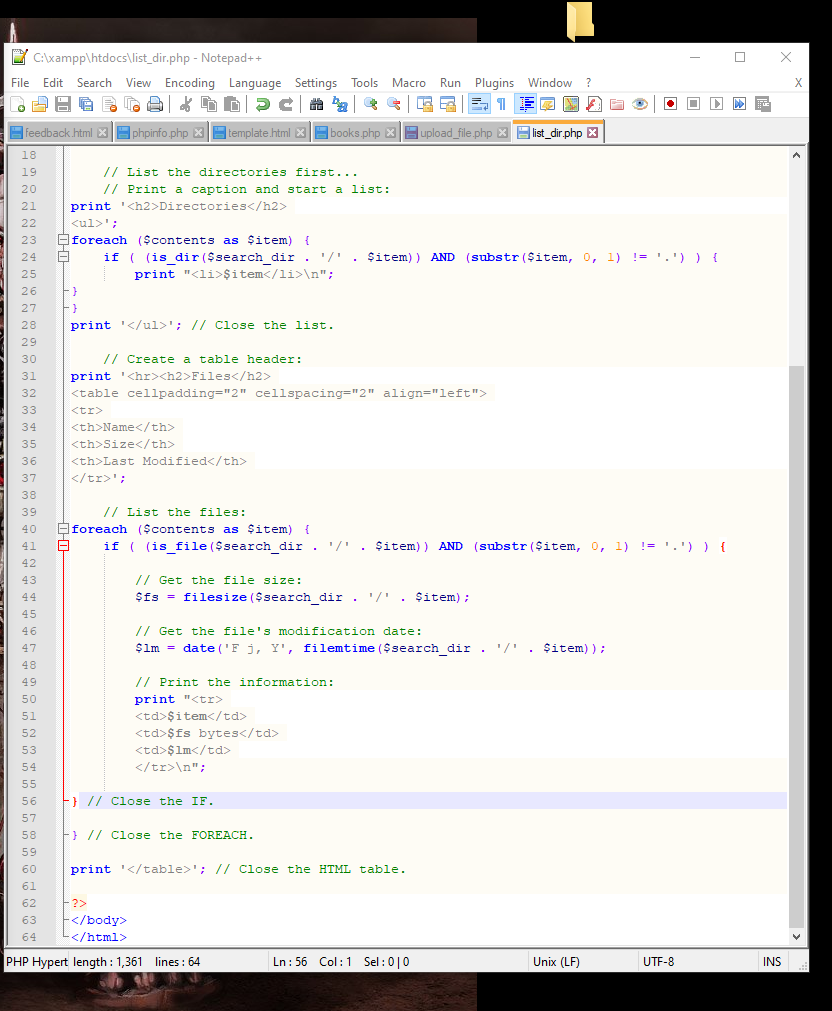 C:\xampp\htdocs\list_dir.php - Notepad++
File Edit Search View Encoding Language Settings Tools Macro Run Plugins Window ? X
feedback.html phpinfo.php template.html books.php upload_file.php list_dir.php
18
19 // List the directories first...
20 // Print a caption and start a list:
21 print '<h2>Directories</h2>
22 <ul>';
23 foreach ($contents as $item) {
24 if ( (is_dir($search_dir . '/' . $item)) AND (substr($item, 0, 1) != '.') ) {
25 print "<li>$item</li>\n";
26 }
27 }
28 print '</ul>'; // Close the list.
29
30 // Create a table header:
31 print '<hr><h2>Files</h2>
32 <table cellpadding="2" cellspacing="2" align="left">
33 <tr>
34 <th>Name</th>
35 <th>Size</th>
36 <th>Last Modified</th>
37 </tr>';
38
39 // List the files:
40 foreach ($contents as $item) {
41 if ( (is_file($search_dir . '/' . $item)) AND (substr($item, 0, 1) != '.') ) {
42
43 // Get the file size:
44 $fs = filesize($search_dir . '/' . $item);
45
46 // Get the file's modification date:
47 $lm = date('F j, Y', filemtime($search_dir . '/' . $item));
48
49 // Print the information:
50 print "<tr>
51 <td>$item</td>
52 <td>$fs bytes</td>
53 <td>$lm</td>
54 </tr>\n";
55
56 } // Close the IF.
57
58 } // Close the FOREACH.
59
60 print '</table>'; // Close the HTML table.
61
62 ?>
63 </body>
64 </html>
PHP Hypert length : 1,361 lines : 64 Ln : 56 Col : 1 Sel : 0 | 0 Unix (LF) UTF-8 INS